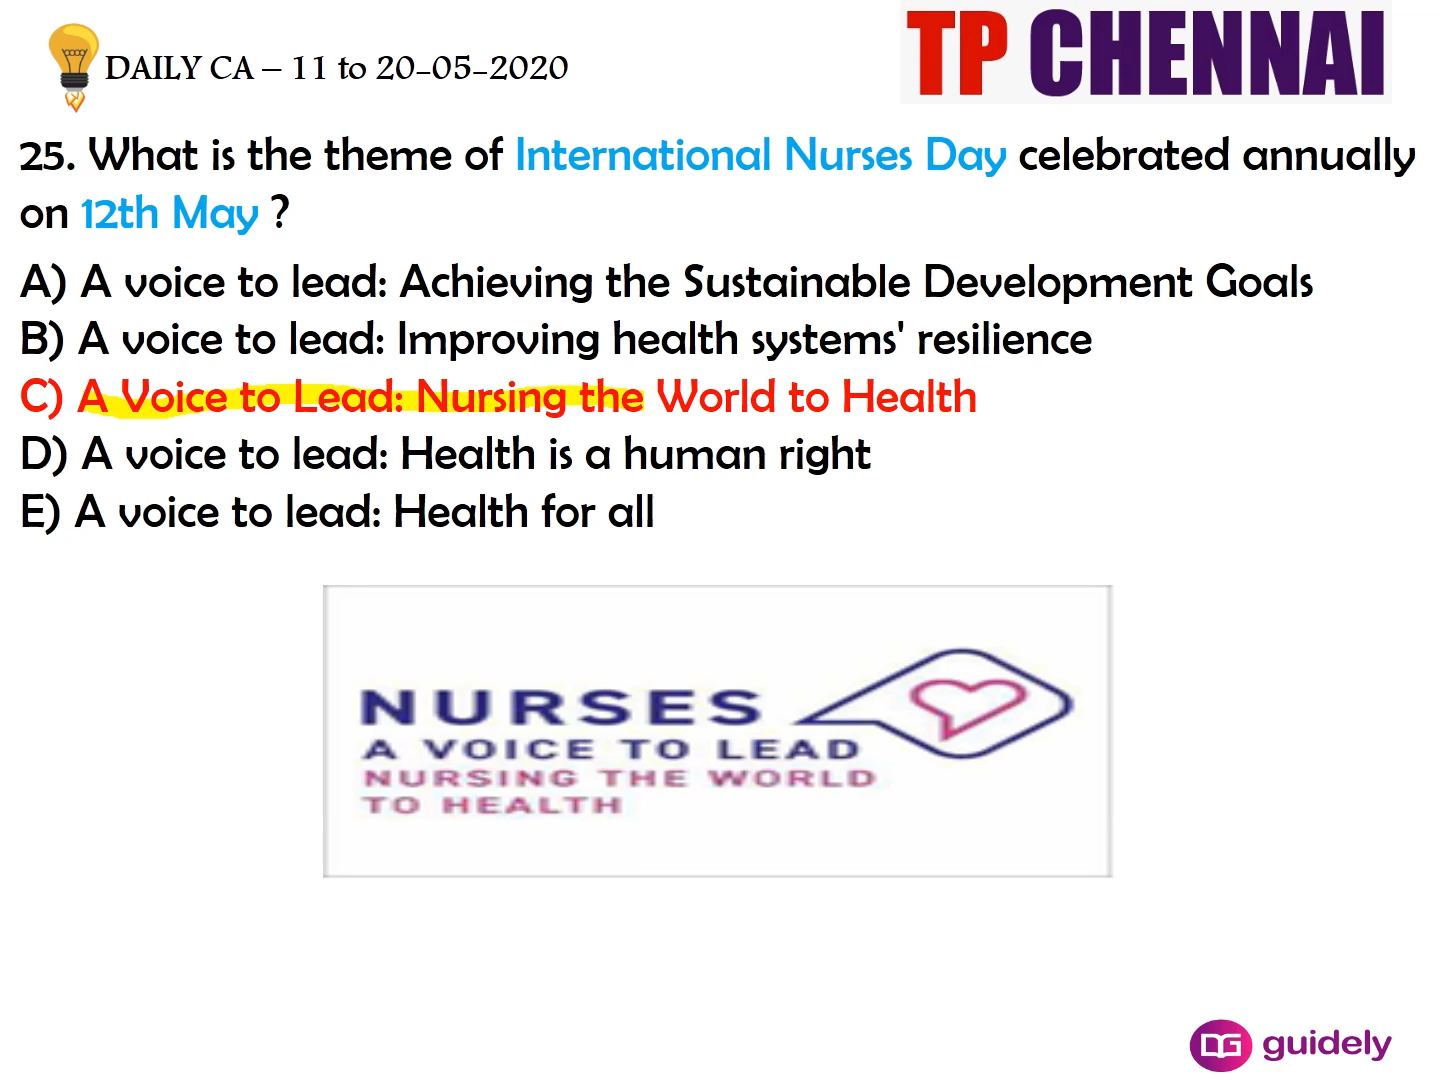 DAILY CA – 11 to 20-05-2020
TP CHENNAI
25. What is the theme of International Nurses Day celebrated annually
on 12th May ?
A) A voice to lead: Achieving the Sustainable Development Goals
B) A voice to lead: Improving health systems' resilience
C) A Voice to Lead: Nursing the World to Health
D) A voice to lead: Health is a human right
E) A voice to lead: Health for all
NURSES
A VOICE TO LEAD
NURSING THE WORLD
TO HEALTH
DG guidely